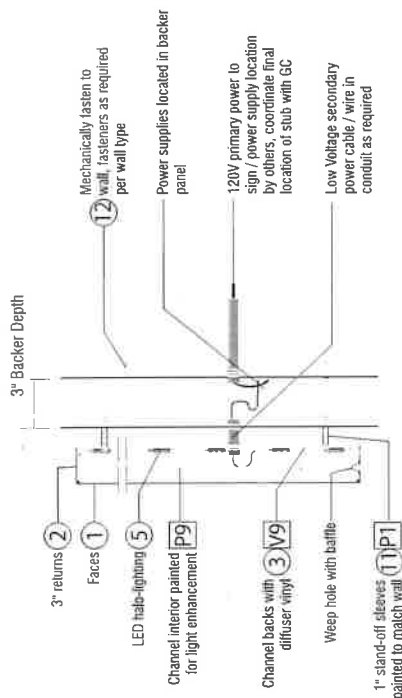 3" Backer Depth
3" returns 2
Faces 1
LED halo-lighting 5
Channel interior painted P9
for light enhancement
Channel backs with 3 V9
diffuser vinyl
Weep hole with baffle
1" stand-off sleeves 11 P1
painted to match wall
Mechanically fasten to
12 wall, fasteners as required
per wall type
Power supplies located in backer
panel
120V primary power to
sign / power supply location
by others, coordinate final
location of stub with GC
Low Voltage secondary
power cable / wire in
conduit as required